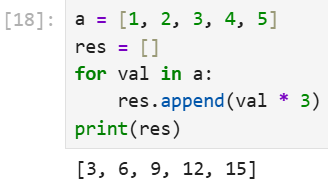 [18]: a = [1, 2, 3, 4, 5]
res = []
for val in a:
    res.append(val * 3)
print(res)
[3, 6, 9, 12, 15]